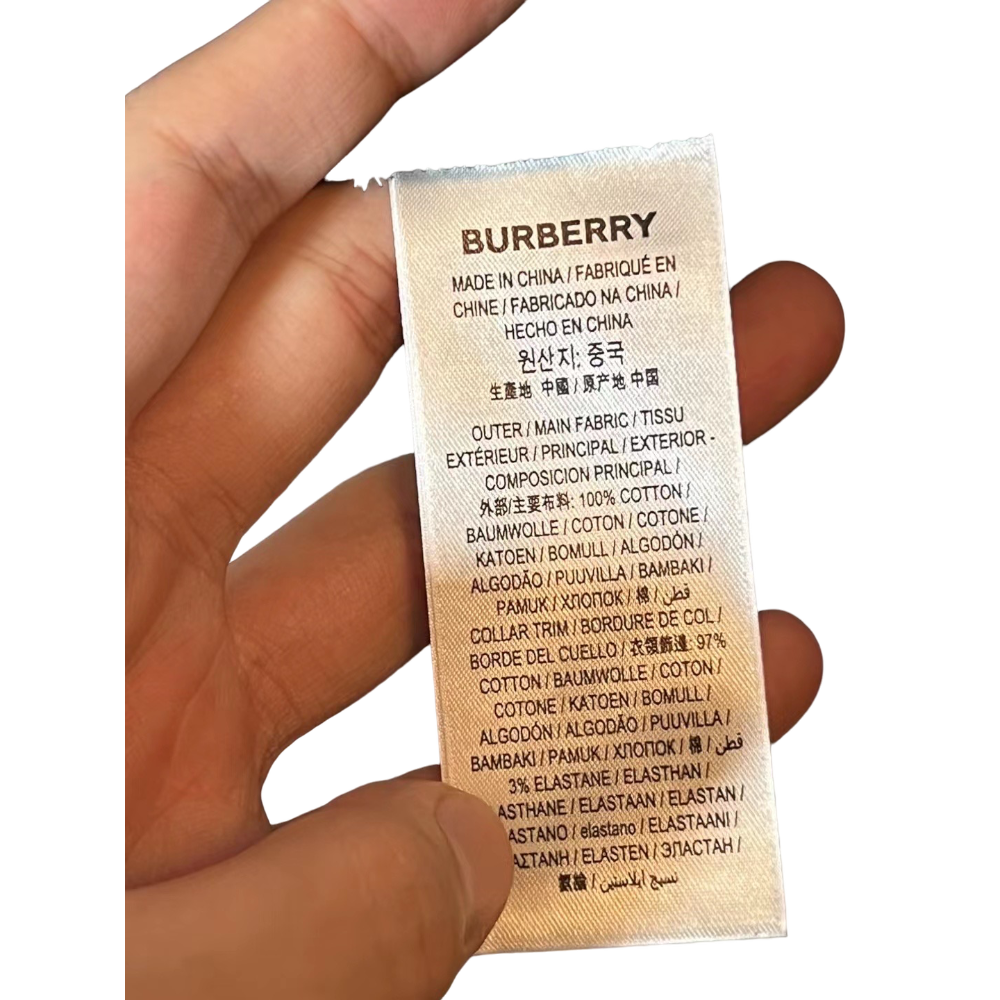 BURBERRY
MADE IN CHINA / FABRIQUÉ EN
CHINE / FABRICADO NA CHINA /
HECHO EN CHINA
원산지: 중국
生產地 中國 / 原产地 中国
OUTER / MAIN FABRIC / TISSU
EXTÉRIEUR / PRINCIPAL / EXTERIOR -
COMPOSICION PRINCIPAL /
外部/主要布料: 100% COTTON /
BAUMWOLLE / COTON / COTONE /
KATOEN / BOMULL / ALGODÓN /
ALGODÃO / PUUVILLA / BAMBAKI /
PAMUK / ХЛОПОК / 棉 / قطن
COLLAR TRIM / BORDURE DE COL /
BORDE DEL CUELLO / 衣領飾邊: 97%
COTTON / BAUMWOLLE / COTON /
COTONE / KATOEN / BOMULL /
ALGODÓN / ALGODÃO / PUUVILLA /
BAMBAKI / PAMUK / ХЛОПОК / 棉 / قطن
3% ELASTANE / ELASTHAN /
ASTHANE / ELASTAAN / ELASTAN /
ASTANO / elastano / ELASTAANI /
ΑΣΤΑΝΗ / ELASTEN / ЭЛАСТАН /
/ نسيج ايلاستين